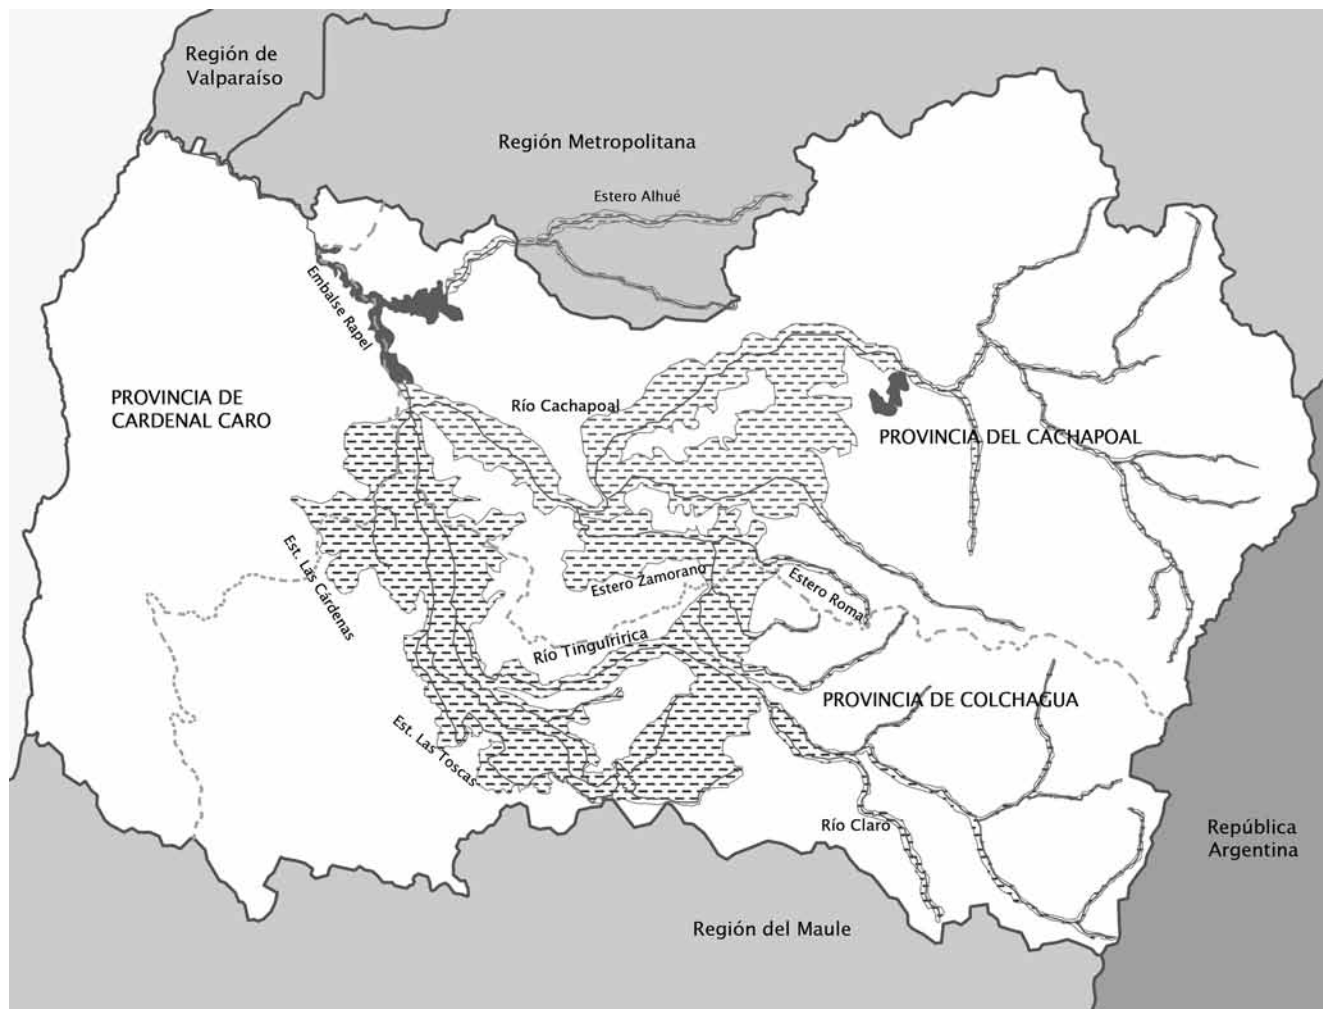 Región de
Valparaíso
Región Metropolitana
Estero Alhué
Embalse Rapel
PROVINCIA DE
CARDENAL CARO
Río Cachapoal
PROVINCIA DEL CACHAPOAL
Est. Las Cárdenas
Estero Zamorano
Estero Roma
Río Tinguiririca
PROVINCIA DE COLCHAGUA
Est. Las Toscas
Río Claro
República
Argentina
Región del Maule